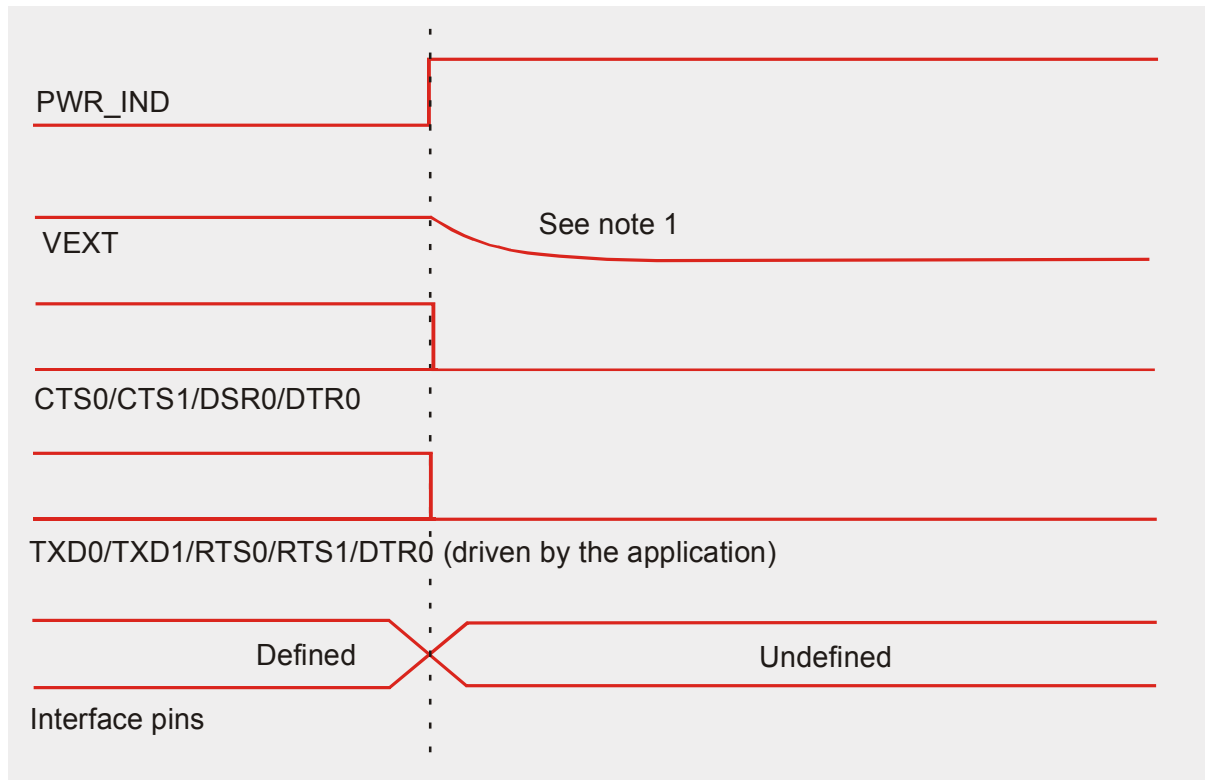 PWR_IND
See note 1
VEXT
CTS0/CTS1/DSR0/DTR0
TXD0/TXD1/RTS0/RTS1/DTR0 (driven by the application)
Defined
Undefined
Interface pins